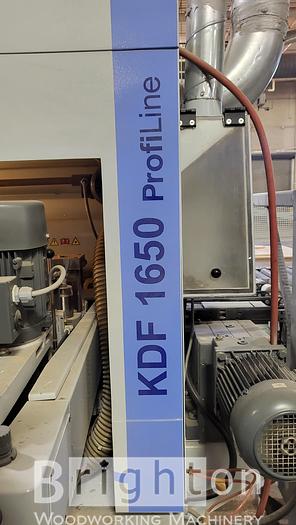 KDF 1650 ProfiLine
Brighton
WOODWORKING MACHINERY